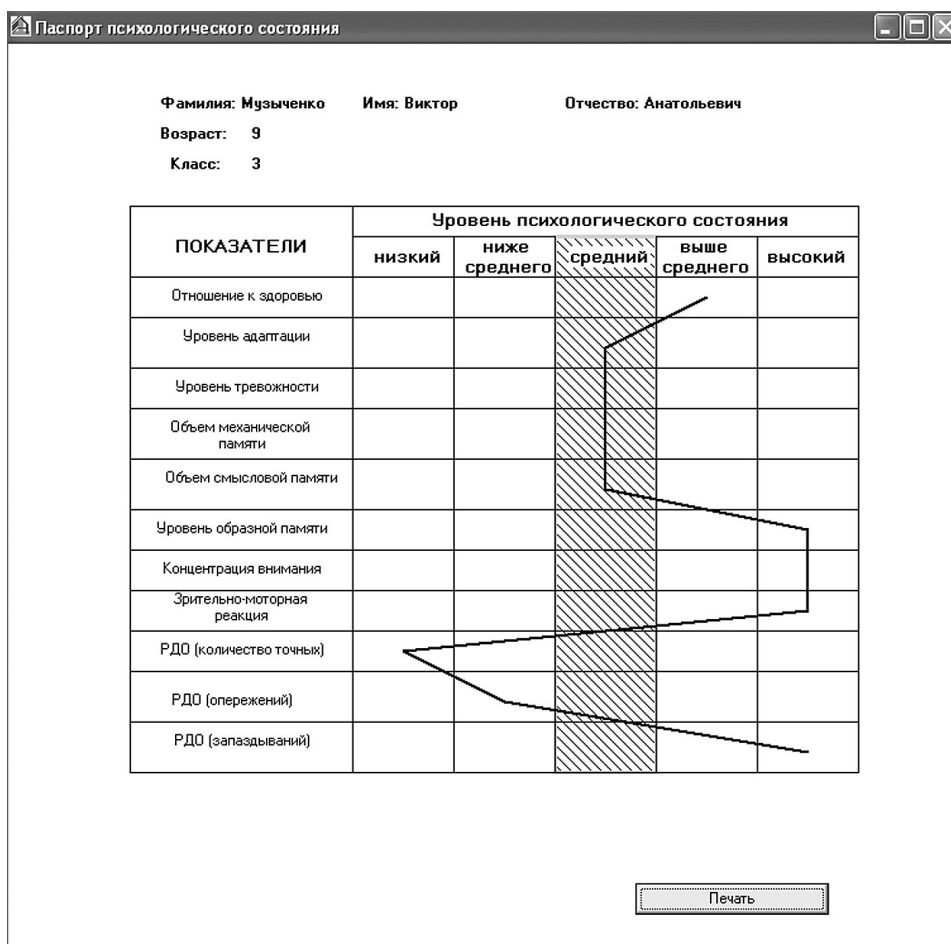 Паспорт психологического состояния
Фамилия: Музыченко Имя: Виктор Отчество: Анатольевич
Возраст: 9
Класс: 3
ПОКАЗАТЕЛИ
Уровень психологического состояния
низкий
ниже
среднего
средний
выше
среднего
высокий
Отношение к здоровью
Уровень адаптации
Уровень тревожности
Объем механической
памяти
Объем смысловой памяти
Уровень образной памяти
Концентрация внимания
Зрительно-моторная
реакция
РДО (количество точных)
РДО (опережений)
РДО (запаздываний)
Печать